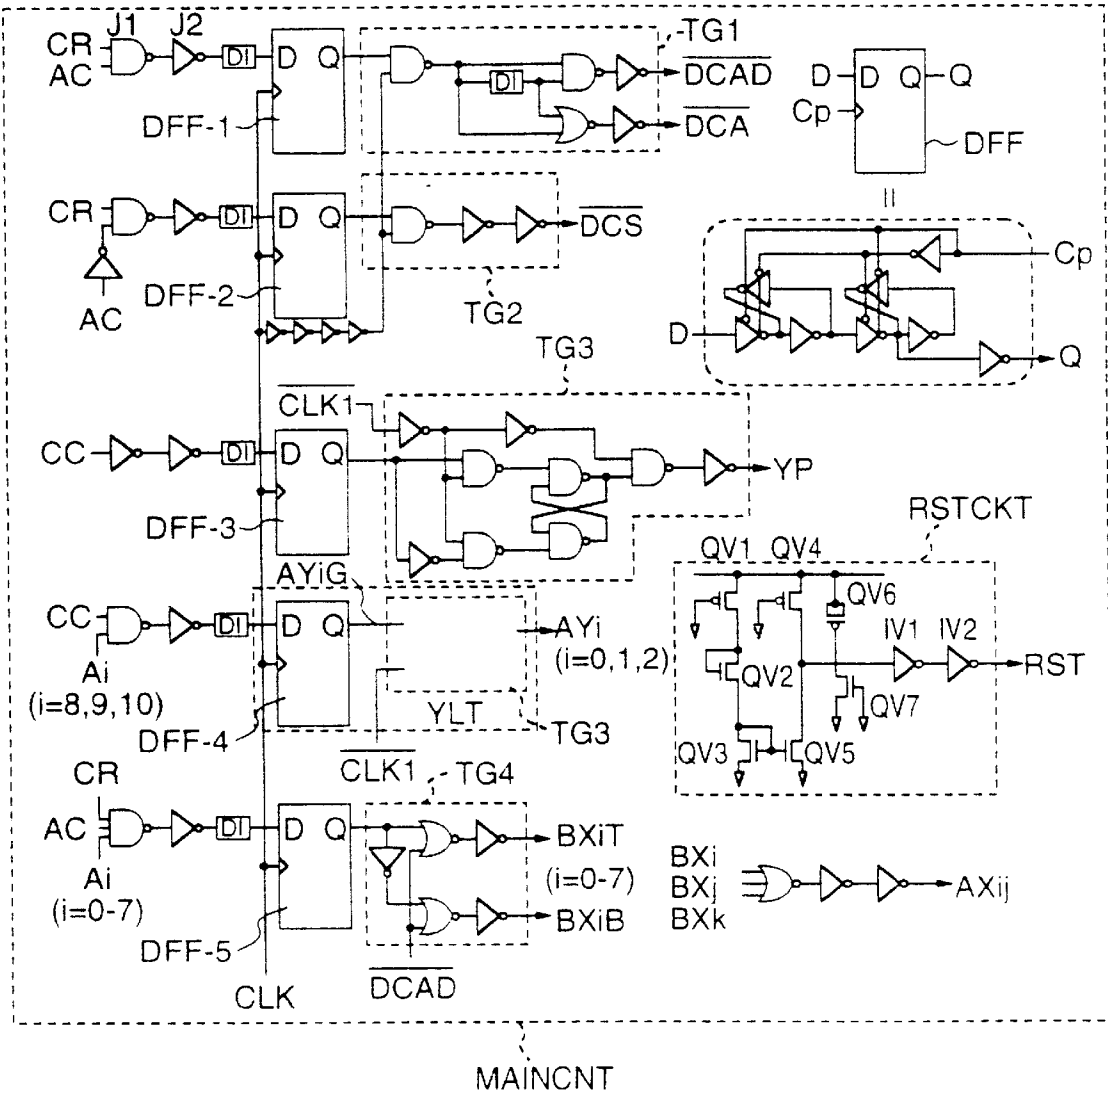 J1 J2
CR
AC
DI
D Q
DFF-1
TG1
DI
DCAD
DCA
D
Cp
D Q
Q
DFF
=
CR
AC
DI
D Q
DFF-2
DCS
TG2
Cp
D
Q
CLK1
TG3
CC
DI
D Q
DFF-3
YP
RSTCKT
QV1 QV4
QV6
IV1 IV2
RST
QV2
QV7
QV3
QV5
AYiG
CC
Ai
(i=8,9,10)
DI
D Q
DFF-4
AYi
(i=0,1,2)
YLT
TG3
CLK1
CR
AC
Ai
(i=0-7)
DI
D Q
DFF-5
TG4
BXiT
(i=0-7)
BXiB
DCAD
CLK
BXi
BXj
BXk
AXij
MAINCNT